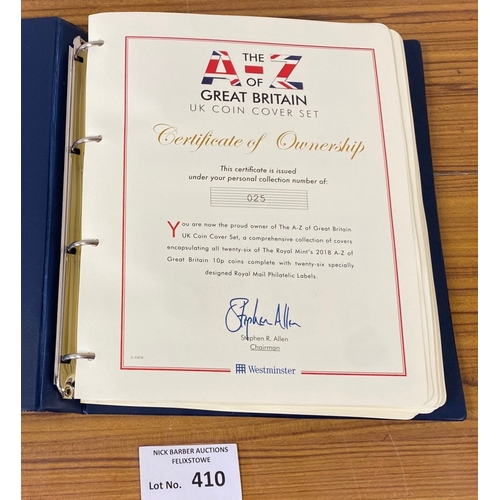 THE
A-Z
OF
GREAT BRITAIN
UK COIN COVER SET
Certificate of Ownership
This certificate is issued
under your personal collection number of:
025
You are now the proud owner of The A-Z of Great Britain
UK Coin Cover Set, a comprehensive collection of covers
encapsulating all twenty-six of The Royal Mint's 2018 A-Z of
Great Britain 10p coins complete with twenty-six specially
designed Royal Mail Philatelic Labels.
Stephen Allen
Stephen R. Allen
Chairman
Westminster
NICK BARBER AUCTIONS
FELIXSTOWE
Lot No. 410